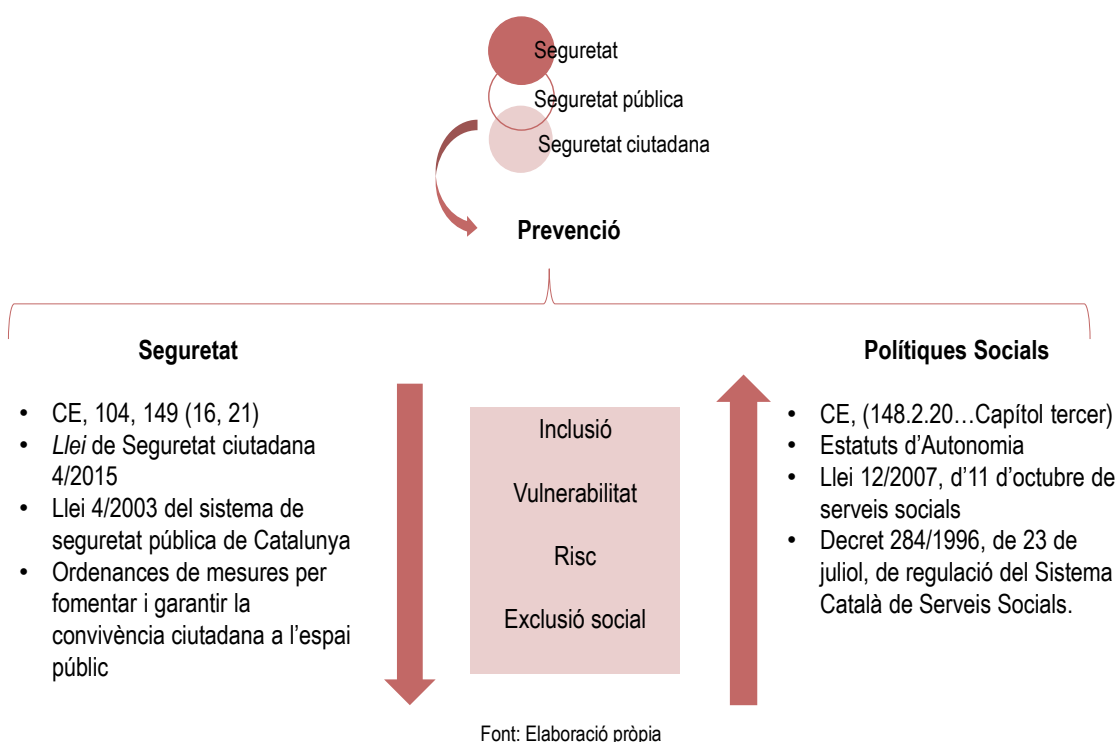 Seguretat
Seguretat pública
Seguretat ciutadana
Prevenció
Seguretat
• CE, 104, 149 (16, 21)
• Llei de Seguretat ciutadana
4/2015
• Llei 4/2003 del sistema de
seguretat pública de Catalunya
• Ordenances de mesures per
fomentar i garantir la
convivència ciutadana a l’espai
públic
Inclusió
Vulnerabilitat
Risc
Exclusió social
Polítiques Socials
• CE, (148.2.20…Capítol tercer)
• Estatuts d’Autonomia
• Llei 12/2007, d’11 d’octubre de
serveis socials
• Decret 284/1996, de 23 de
juliol, de regulació del Sistema
Català de Serveis Socials.
Font: Elaboració pròpia